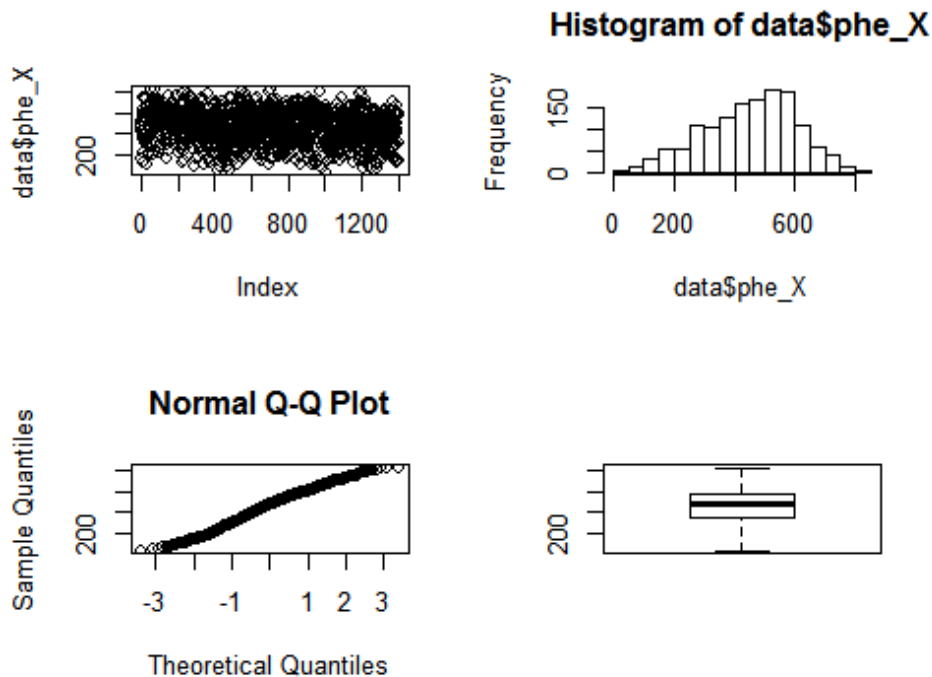 data$phe_X
200
0 400 800 1200
Index
Histogram of data$phe_X
Frequency
0 150
0 200 600
data$phe_X
Normal Q-Q Plot
Sample Quantiles
200
-3 -1 1 2 3
Theoretical Quantiles
200